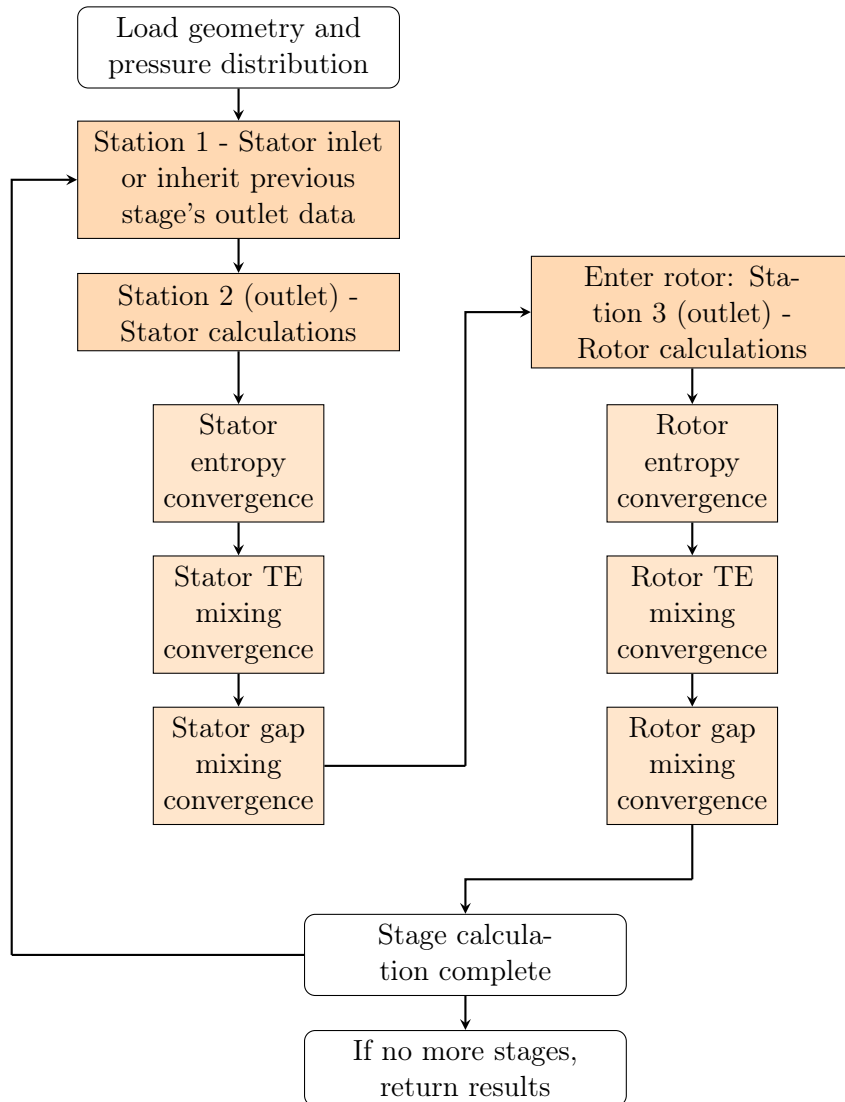 Load geometry and
pressure distribution
Station 1 - Stator inlet
or inherit previous
stage's outlet data
Station 2 (outlet) -
Stator calculations
Stator
entropy
convergence
Stator TE
mixing
convergence
Stator gap
mixing
convergence
Enter rotor: Sta-
tion 3 (outlet) -
Rotor calculations
Rotor
entropy
convergence
Rotor TE
mixing
convergence
Rotor gap
mixing
convergence
Stage calcula-
tion complete
If no more stages,
return results